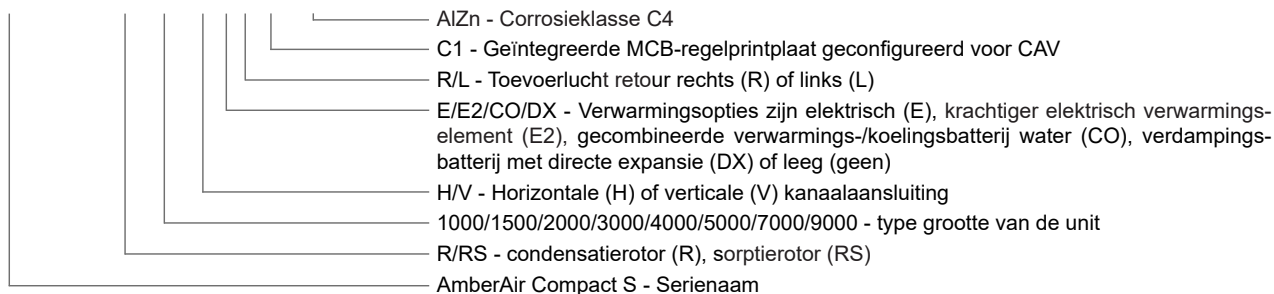 AlZn - Corrosieklasse C4
C1 - Geïntegreerde MCB-regelprintplaat geconfigureerd voor CAV
R/L - Toevoerlucht retour rechts (R) of links (L)
E/E2/CO/DX - Verwarmingsopties zijn elektrisch (E), krachtiger elektrisch verwarmings-
element (E2), gecombineerde verwarmings-/koelingsbatterij water (CO), verdampings-
batterij met directe expansie (DX) of leeg (geen)
H/V - Horizontale (H) of verticale (V) kanaalaansluiting
1000/1500/2000/3000/4000/5000/7000/9000 - type grootte van de unit
R/RS - condensatierotor (R), sorptierotor (RS)
AmberAir Compact S - Serienaam